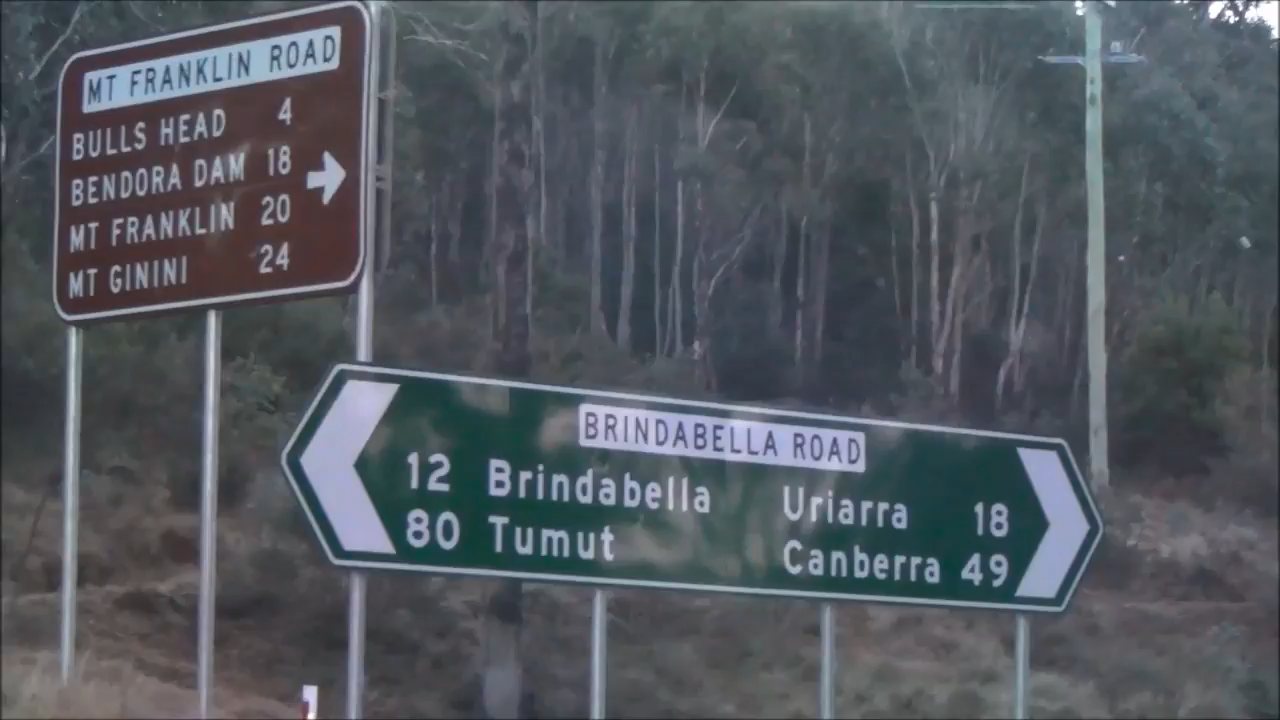 MT FRANKLIN ROAD
BULLS HEAD 4
BENDORA DAM 18
MT FRANKLIN 20
MT GININI 24
BRINDABELLA ROAD
12 Brindabella Uriarra 18
80 Tumut Canberra 49